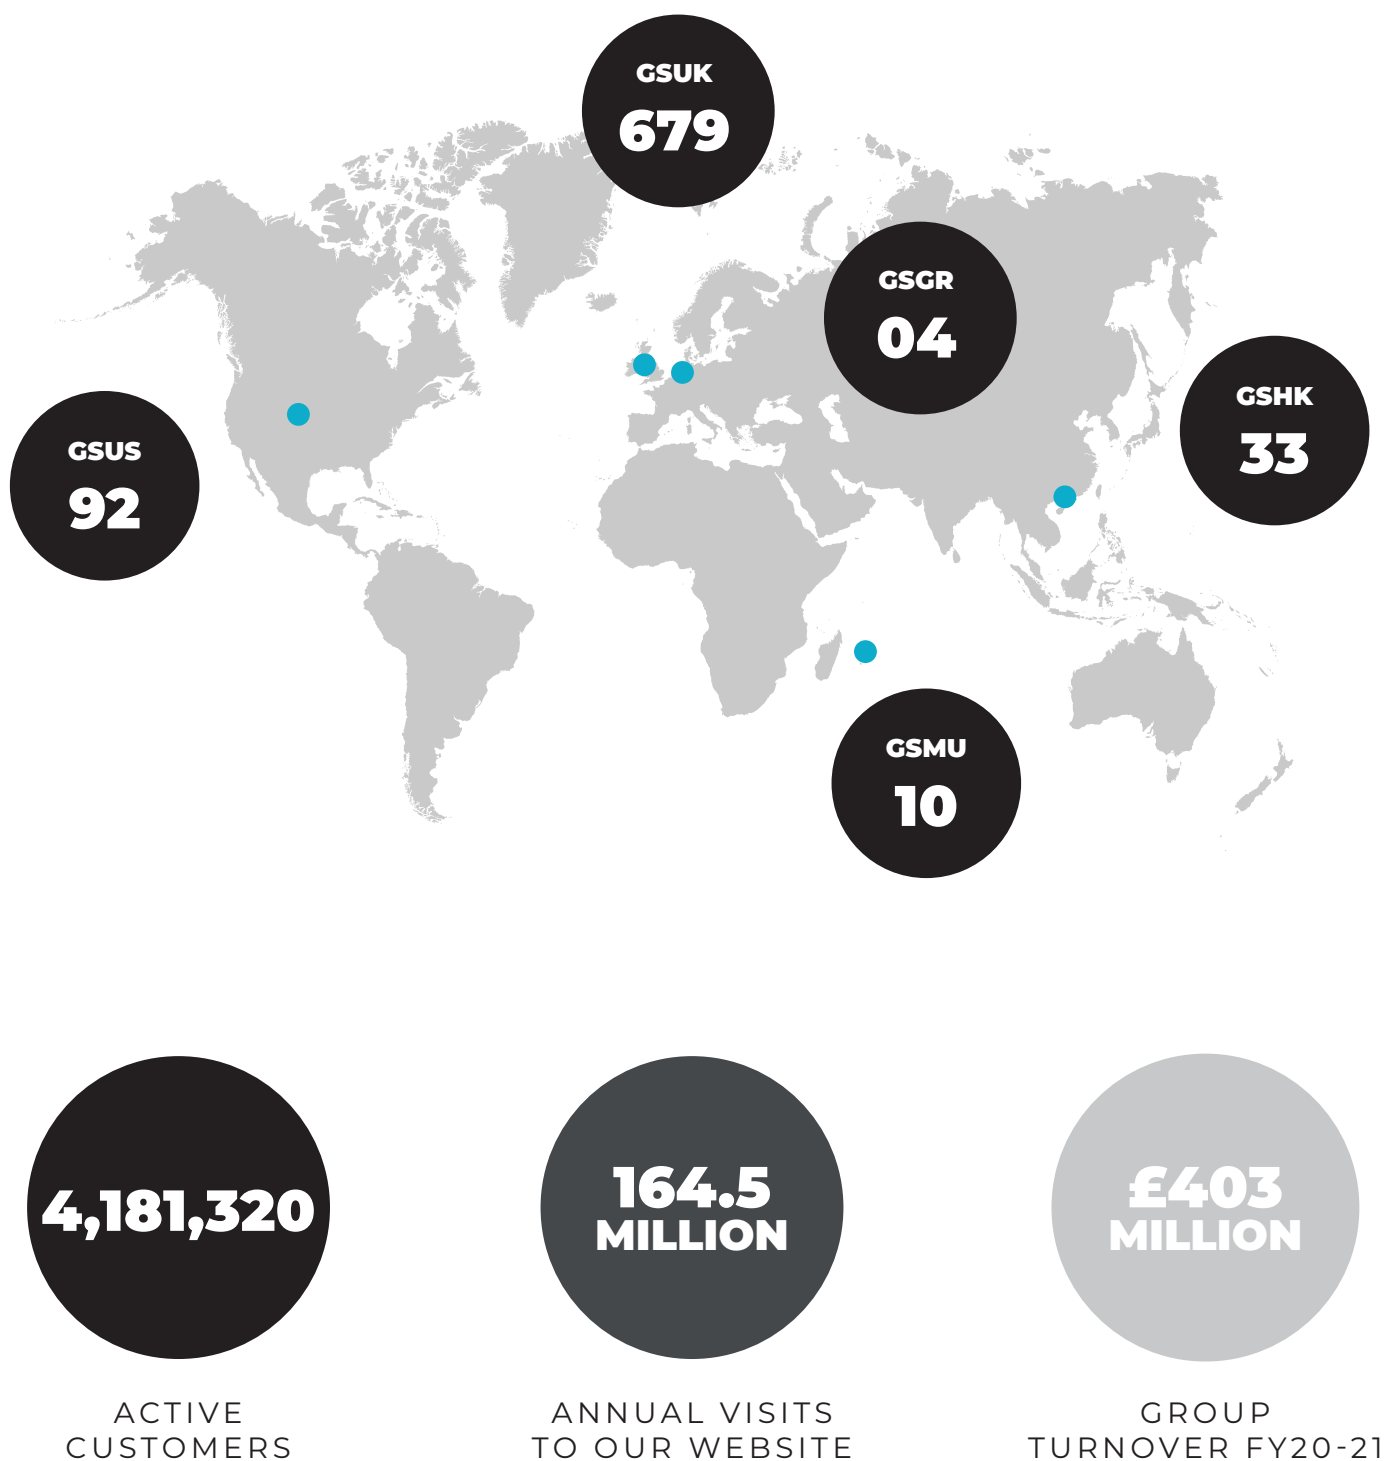 GSUK
679
GSGR
04
GSHK
33
GSUS
92
GSMU
10
4,181,320
ACTIVE
CUSTOMERS
164.5
MILLION
ANNUAL VISITS
TO OUR WEBSITE
£403
MILLION
GROUP
TURNOVER FY20-21